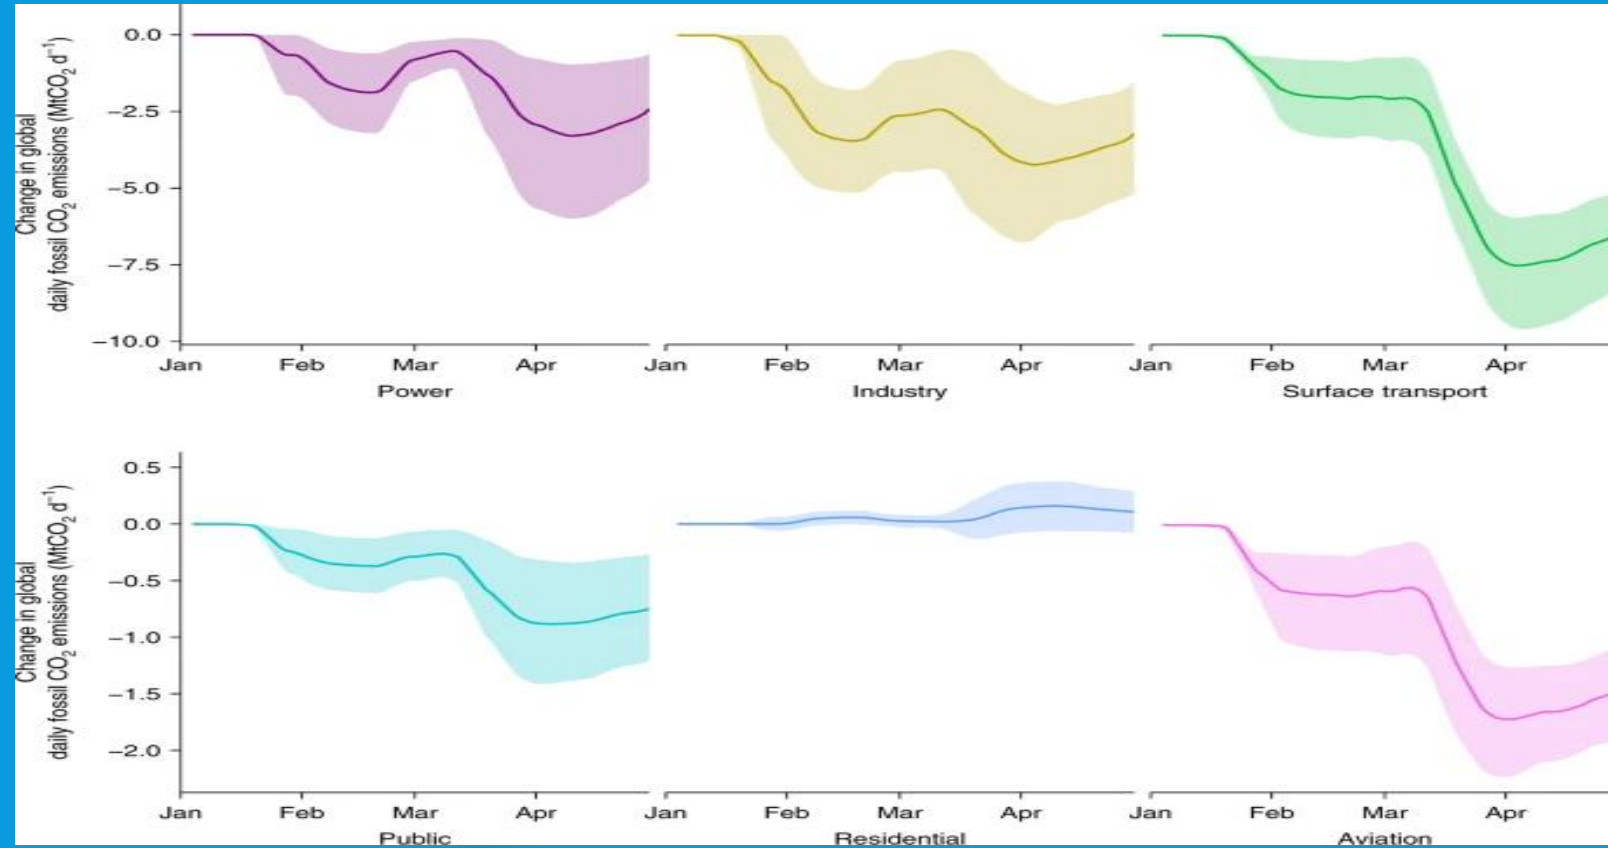 Change in global
daily fossil CO₂ emissions (MtCO₂ d⁻¹)
0.0
−2.5
−5.0
−7.5
−10.0
Jan Feb Mar Apr Jan Feb Mar Apr Jan Feb Mar Apr
Power Industry Surface transport
Change in global
daily fossil CO₂ emissions (MtCO₂ d⁻¹)
0.5
0.0
−0.5
−1.0
−1.5
−2.0
Jan Feb Mar Apr Jan Feb Mar Apr Jan Feb Mar Apr
Public Residential Aviation